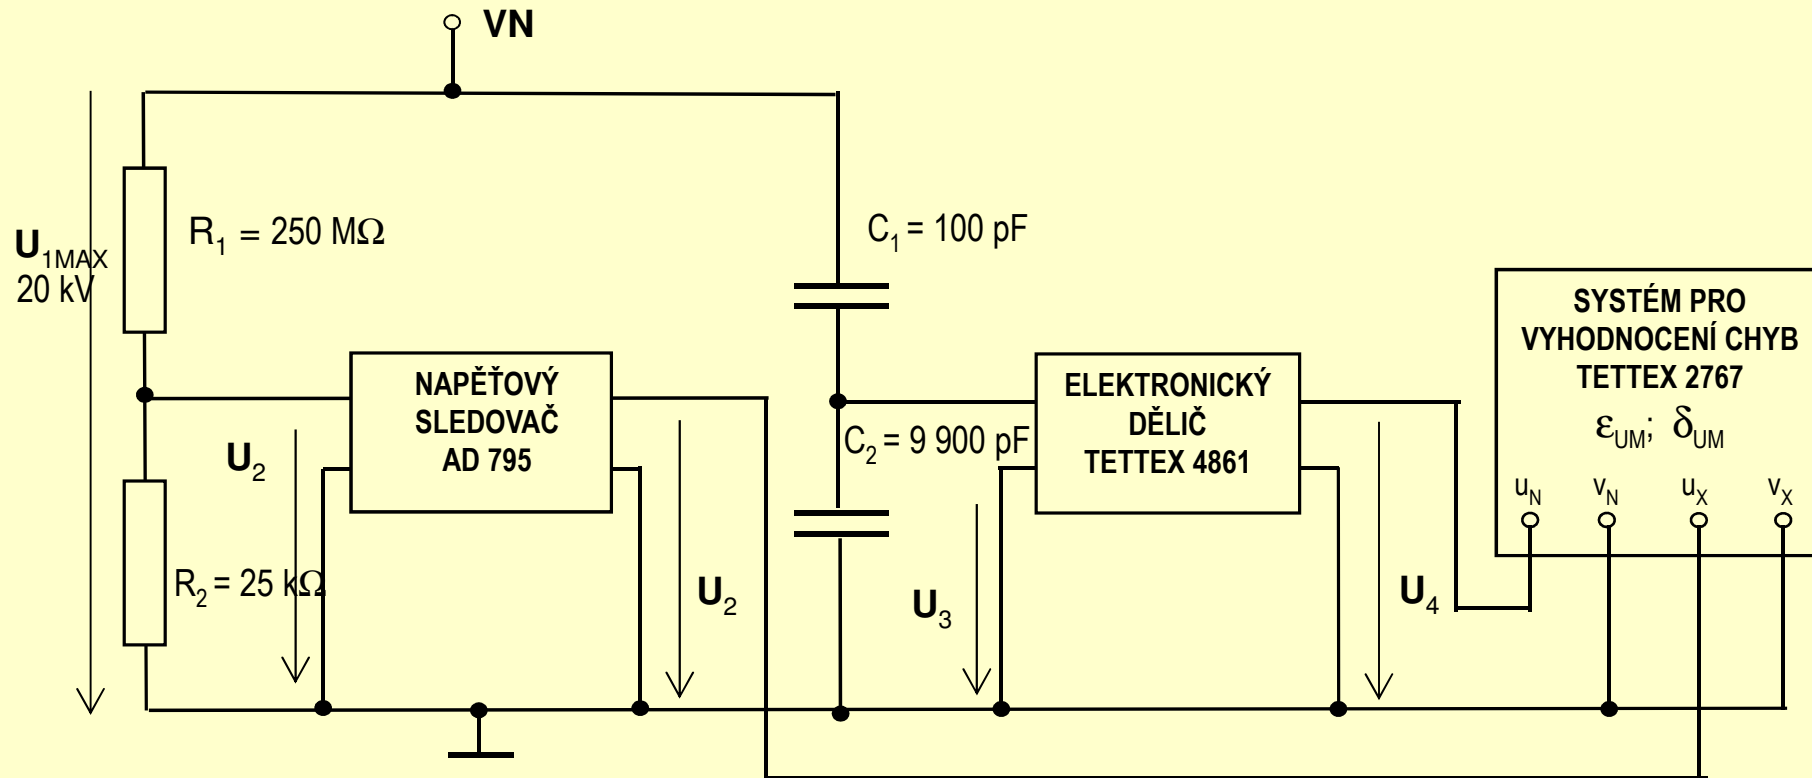 VN
R₁ = 250 MΩ
U₁MAX
20 kV
C₁ = 100 pF
NAPĚŤOVÝ
SLEDOVAČ
AD 795
U₂
R₂ = 25 kΩ
U₂
C₂ = 9 900 pF
ELEKTRONICKÝ
DĚLIČ
TETTEX 4861
U₃
U₄
SYSTÉM PRO
VYHODNOCENÍ CHYB
TETTEX 2767
εUM; δUM
uN vN uX vX